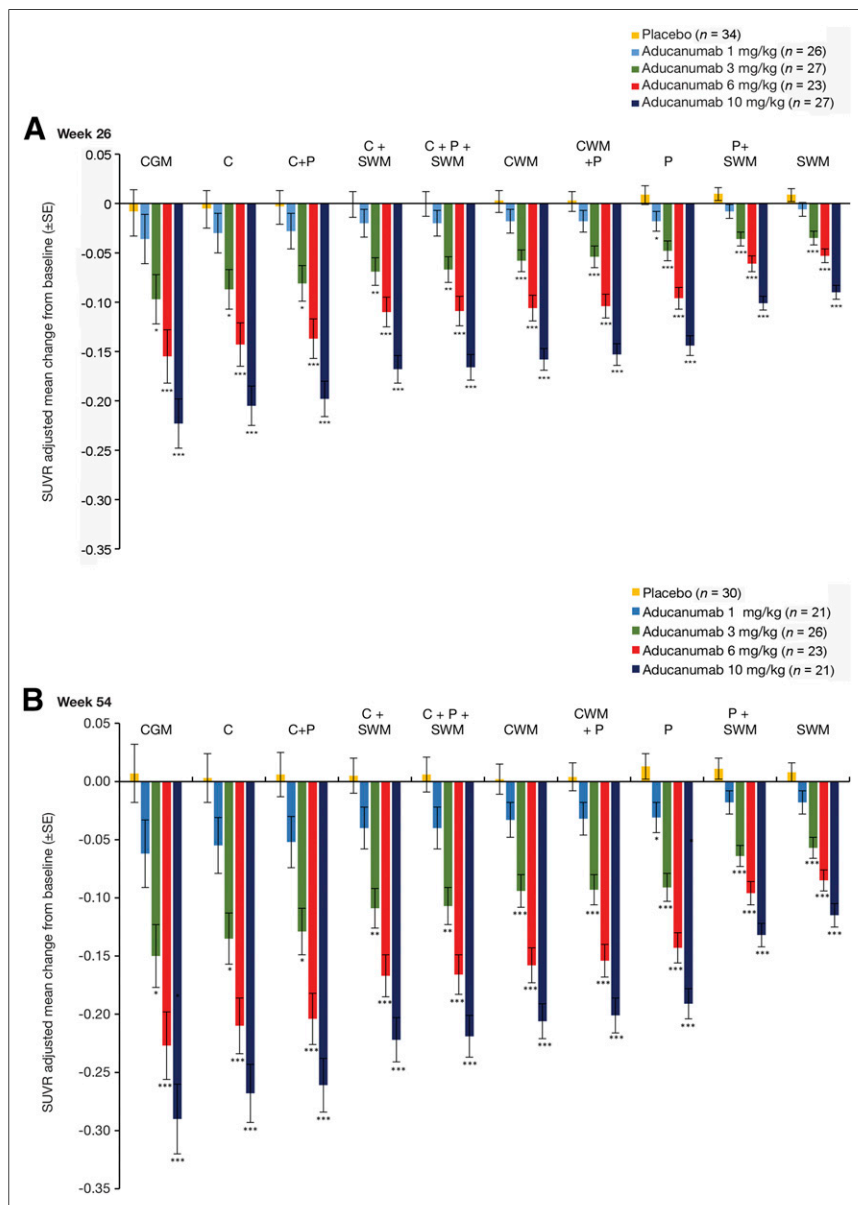 Placebo (n = 34)
Aducanumab 1 mg/kg (n = 26)
Aducanumab 3 mg/kg (n = 27)
Aducanumab 6 mg/kg (n = 23)
Aducanumab 10 mg/kg (n = 27)
A Week 26
CGM C C+P C + SWM C + P + SWM CWM CWM +P P P+ SWM SWM
SUVR adjusted mean change from baseline (±SE)
0.05
0
-0.05
-0.10
-0.15
-0.20
-0.25
-0.30
-0.35
* *** ***
* *** ***
* *** ***
** *** ***
** *** ***
*** *** ***
*** *** ***
* *** *** ***
*** *** ***
*** *** ***
Placebo (n = 30)
Aducanumab 1 mg/kg (n = 21)
Aducanumab 3 mg/kg (n = 26)
Aducanumab 6 mg/kg (n = 23)
Aducanumab 10 mg/kg (n = 21)
B Week 54
CGM C C+P C + SWM C + P + SWM CWM CWM + P P P + SWM SWM
SUVR adjusted mean change from baseline (±SE)
0.05
0.00
-0.05
-0.10
-0.15
-0.20
-0.25
-0.30
-0.35
* *** ***
* *** ***
* *** ***
** *** ***
** *** ***
*** *** ***
*** *** ***
* *** *** ***
*** *** ***
*** *** ***